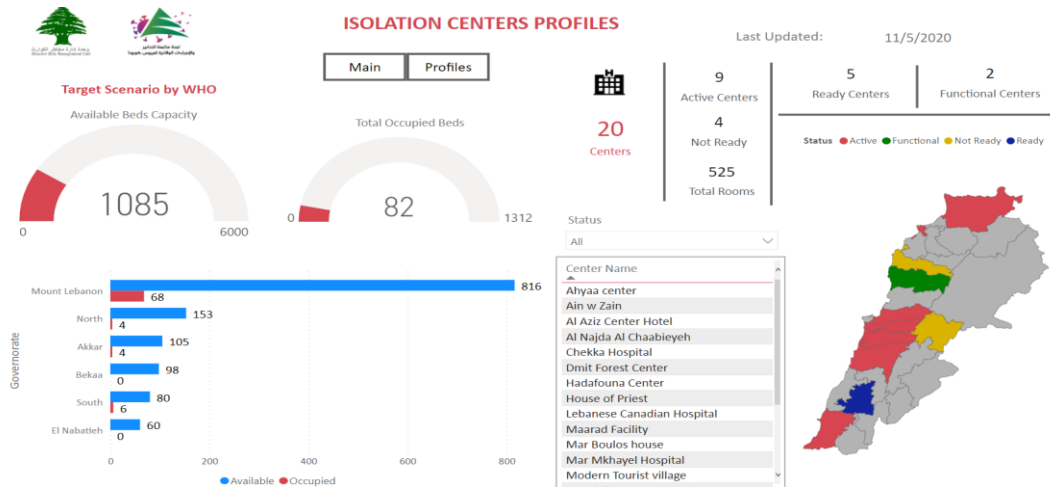 ISOLATION CENTERS PROFILES
Last Updated: 11/5/2020
Main
Profiles
Target Scenario by WHO
Available Beds Capacity
1085
0
6000
Total Occupied Beds
82
0
1312
20
Centers
9
Active Centers
4
Not Ready
525
Total Rooms
5
Ready Centers
2
Functional Centers
Status Active Functional Not Ready Ready
Status
All
Center Name
Ahyaa center
Ain w Zain
Al Aziz Center Hotel
Al Najda Al Chaabieyeh
Chekka Hospital
Dmit Forest Center
Hadafouna Center
House of Priest
Lebanese Canadian Hospital
Maarad Facility
Mar Boulos house
Mar Mkhayel Hospital
Modern Tourist village
Governorate
Mount Lebanon 816
68
North 153
4
Akkar 105
4
Bekaa 98
0
South 80
6
El Nabatieh 60
0
0 200 400 600 800
Available Occupied